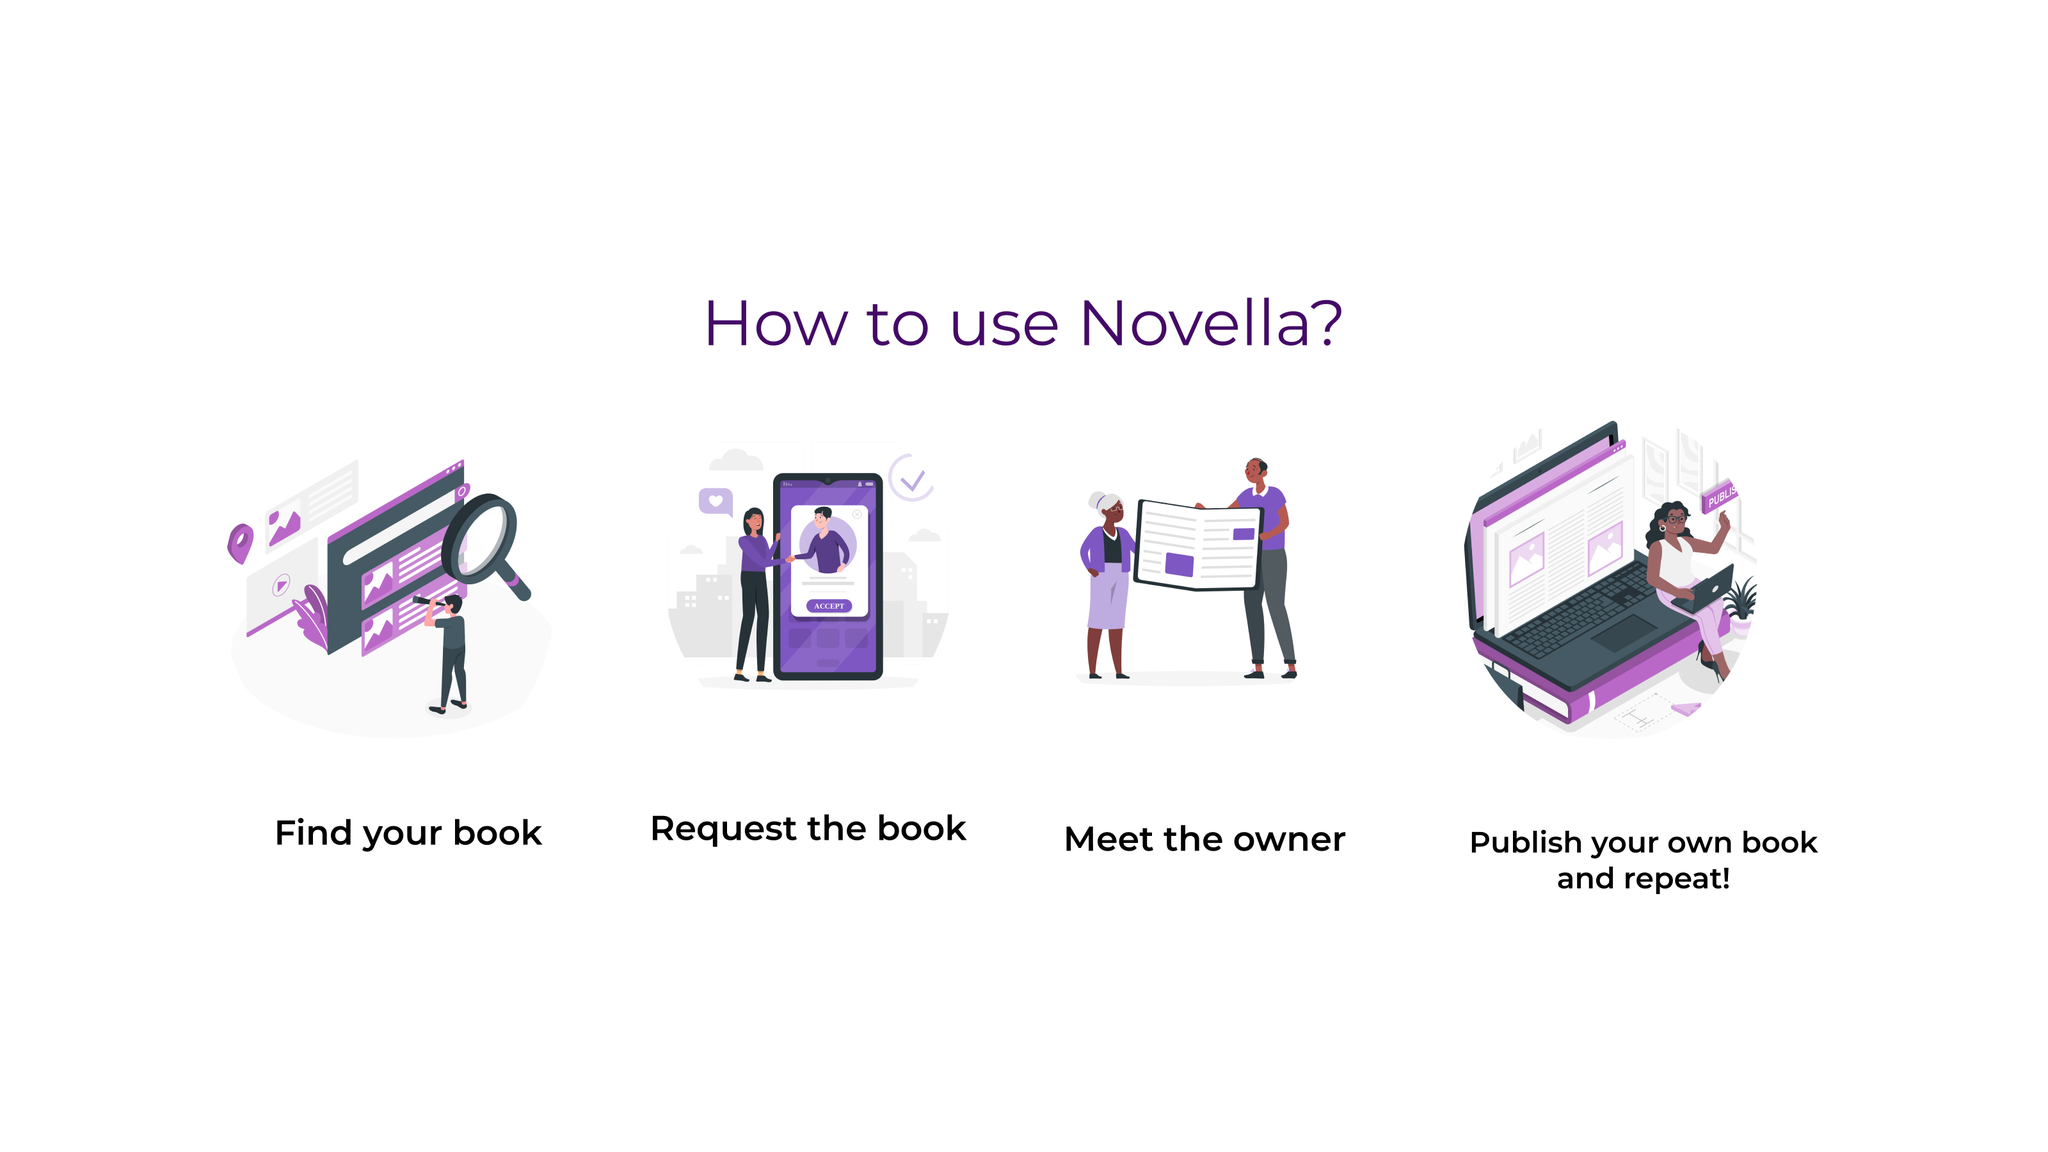 How to use Novella?
PUBLIS
ACCEPT
Find your book
Request the book
Meet the owner
Publish your own book
and repeat!